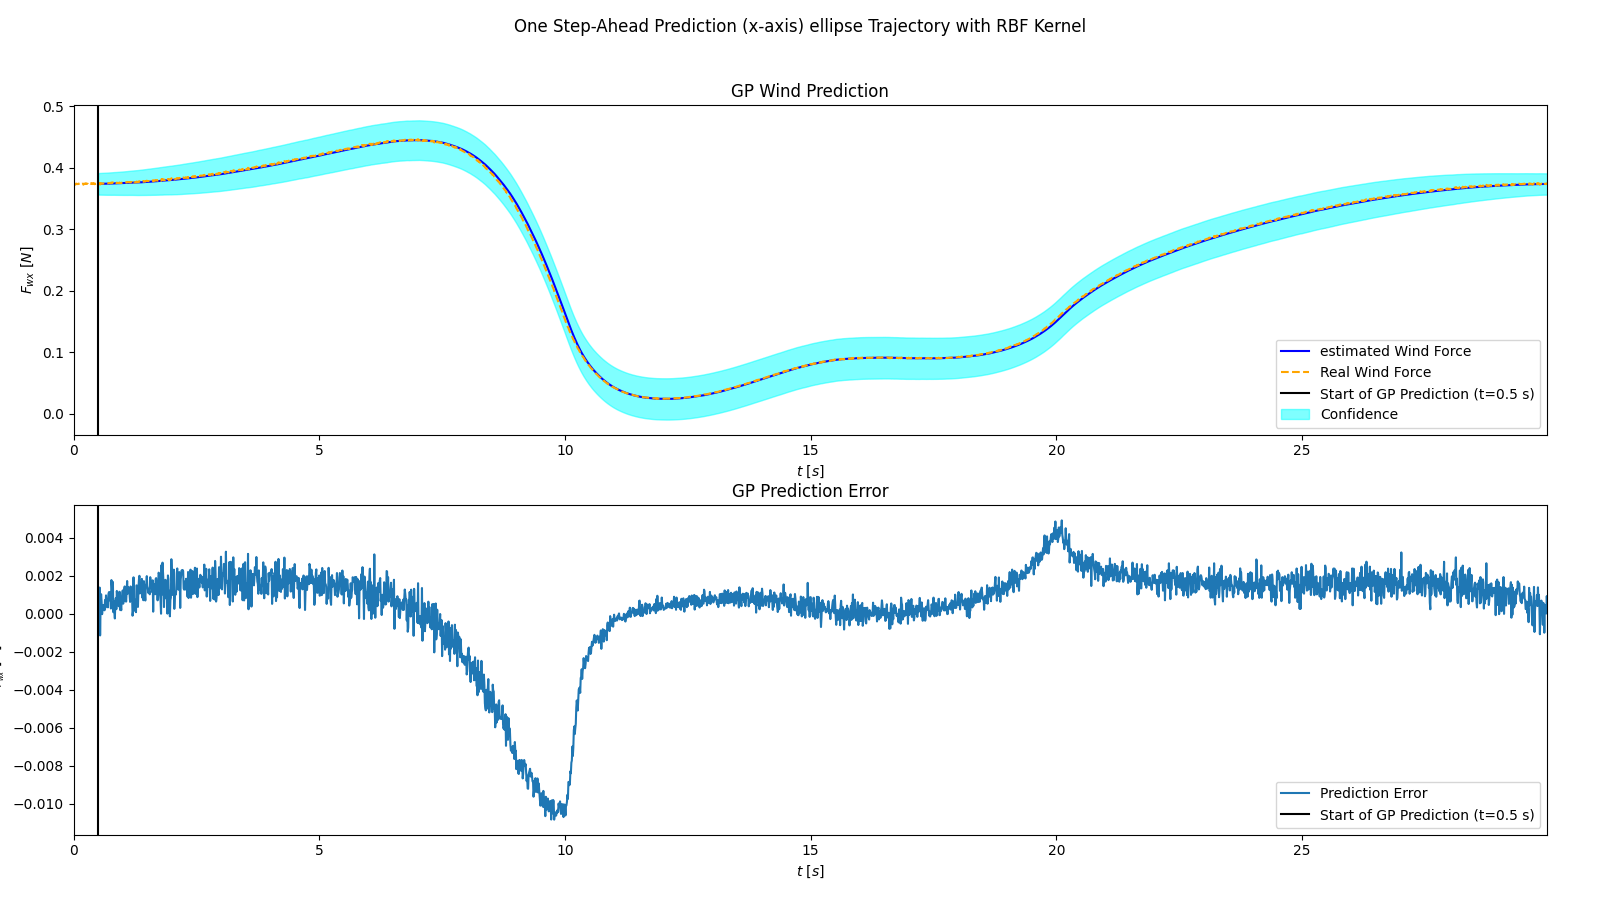 One Step-Ahead Prediction (x-axis) ellipse Trajectory with RBF Kernel
GP Wind Prediction
0.5
0.4
0.3
0.2
0.1
0.0
F_wx [N]
estimated Wind Force
Real Wind Force
Start of GP Prediction (t=0.5 s)
Confidence
0 5 10 15 20 25
t [s]
GP Prediction Error
0.004
0.002
0.000
−0.002
−0.004
−0.006
−0.008
−0.010
Prediction Error
Start of GP Prediction (t=0.5 s)
0 5 10 15 20 25
t [s]